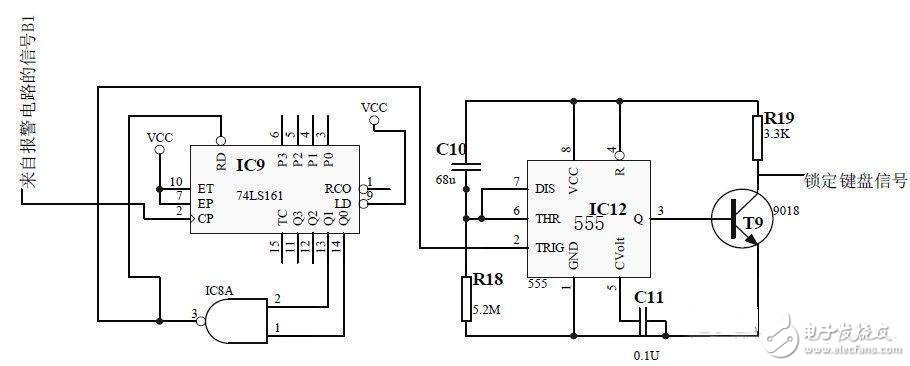 来自报警电路的信号B1
VCC
VCC
RD
6
5
4
3
P3
P2
P1
P0
IC9
74LS161
10
ET
7
EP
2
CP
RCO
1
LD
9
TC
Q3
Q2
Q1
Q0
15
11
12
13
14
IC8A
3
2
1
C10
68u
R18
5.2M
8
4
VCC
R
7
DIS
6
THR
2
TRIG
IC12
555
Q
3
GND
CVolt
555
1
5
C11
0.1U
R19
3.3K
锁定键盘信号
9018
T9
电子发烧友
www.elecfans.com